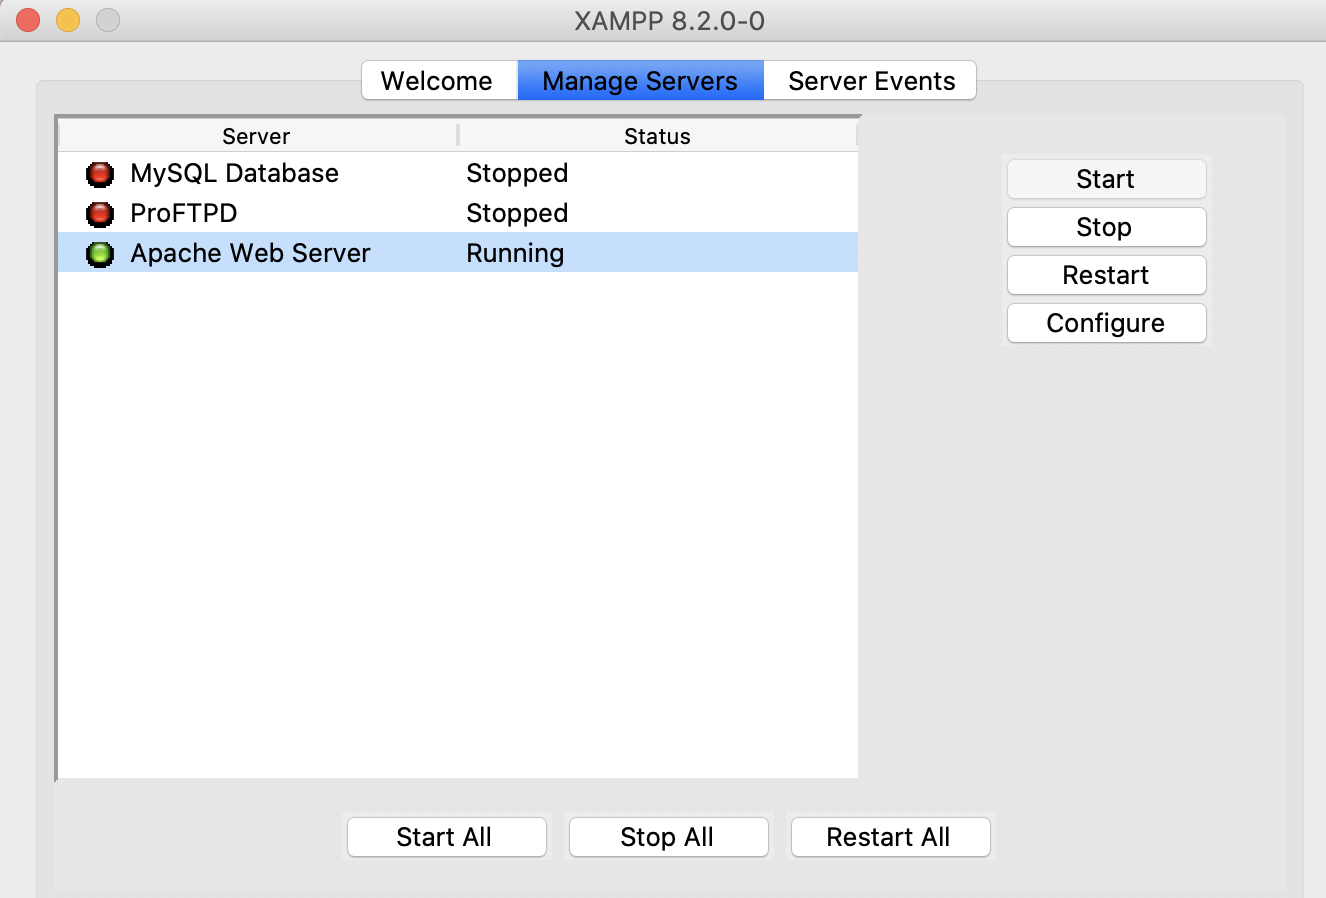 XAMPP 8.2.0-0
Welcome Manage Servers Server Events
Server Status
MySQL Database Stopped
ProFTPD Stopped
Apache Web Server Running
Start
Stop
Restart
Configure
Start All Stop All Restart All